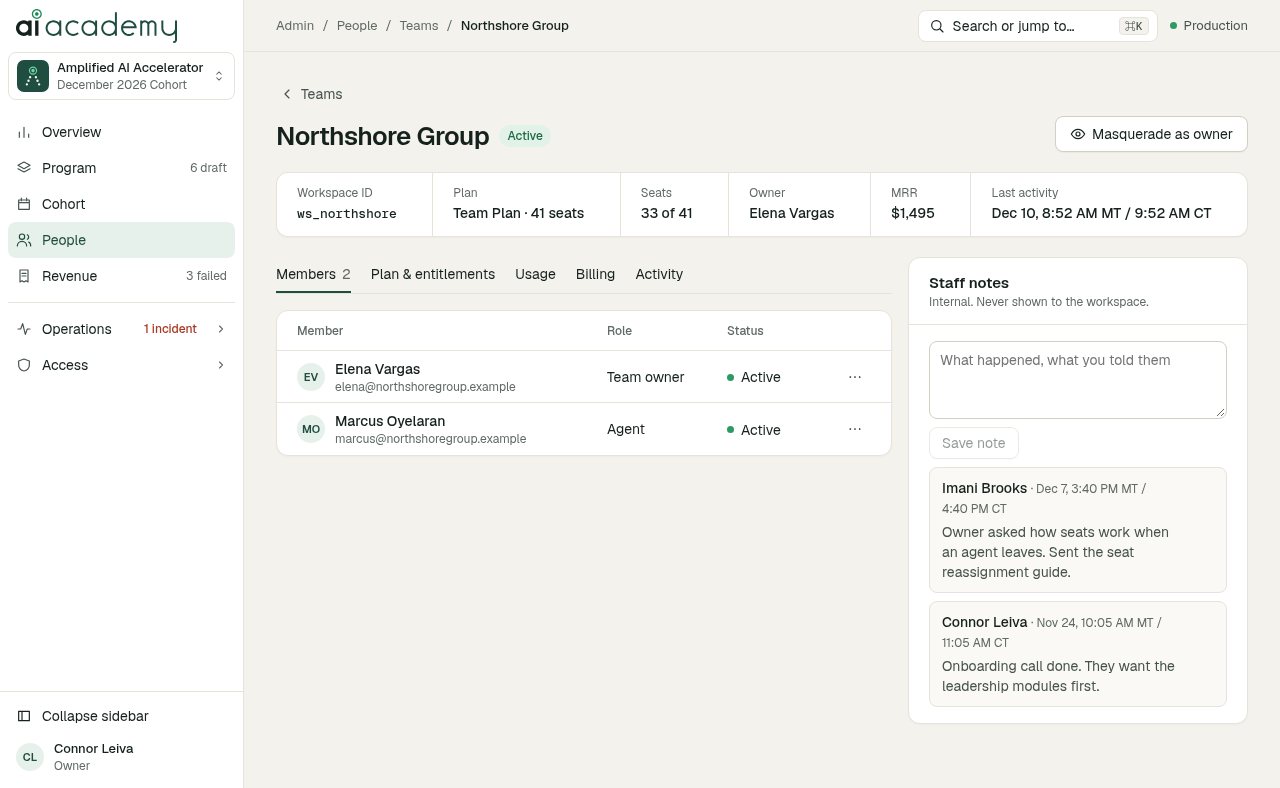 ai academy
Amplified AI Accelerator
December 2026 Cohort
Overview
Program 6 draft
Cohort
People
Revenue 3 failed
Operations 1 incident
Access
Collapse sidebar
CL
Connor Leiva
Owner
Admin / People / Teams / Northshore Group
Search or jump to... ⌘K
Production
Teams
Northshore Group Active
Masquerade as owner
Workspace ID
ws_northshore
Plan
Team Plan · 41 seats
Seats
33 of 41
Owner
Elena Vargas
MRR
$1,495
Last activity
Dec 10, 8:52 AM MT / 9:52 AM CT
Members 2 Plan & entitlements Usage Billing Activity
Member Role Status
EV Elena Vargas Team owner Active ...
elena@northshoregroup.example
MO Marcus Oyelaran Agent Active ...
marcus@northshoregroup.example
Staff notes
Internal. Never shown to the workspace.
What happened, what you told them
Save note
Imani Brooks · Dec 7, 3:40 PM MT /
4:40 PM CT
Owner asked how seats work when
an agent leaves. Sent the seat
reassignment guide.
Connor Leiva · Nov 24, 10:05 AM MT /
11:05 AM CT
Onboarding call done. They want the
leadership modules first.